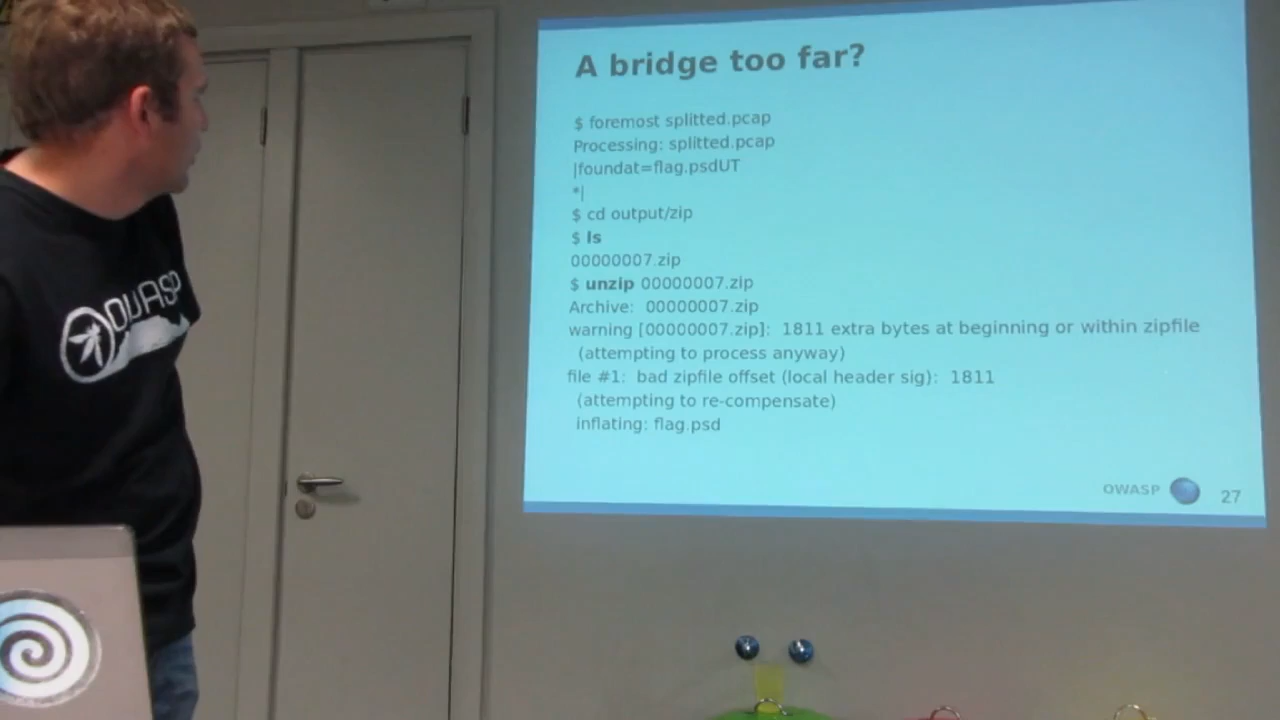 A bridge too far?
$ foremost splitted.pcap
Processing: splitted.pcap
|foundat=flag.psdUT
*|
$ cd output/zip
$ ls
00000007.zip
$ unzip 00000007.zip
Archive:  00000007.zip
warning [00000007.zip]:  1811 extra bytes at beginning or within zipfile
(attempting to process anyway)
file #1:  bad zipfile offset (local header sig):  1811
(attempting to re-compensate)
inflating: flag.psd
OWASP 27
OWASP